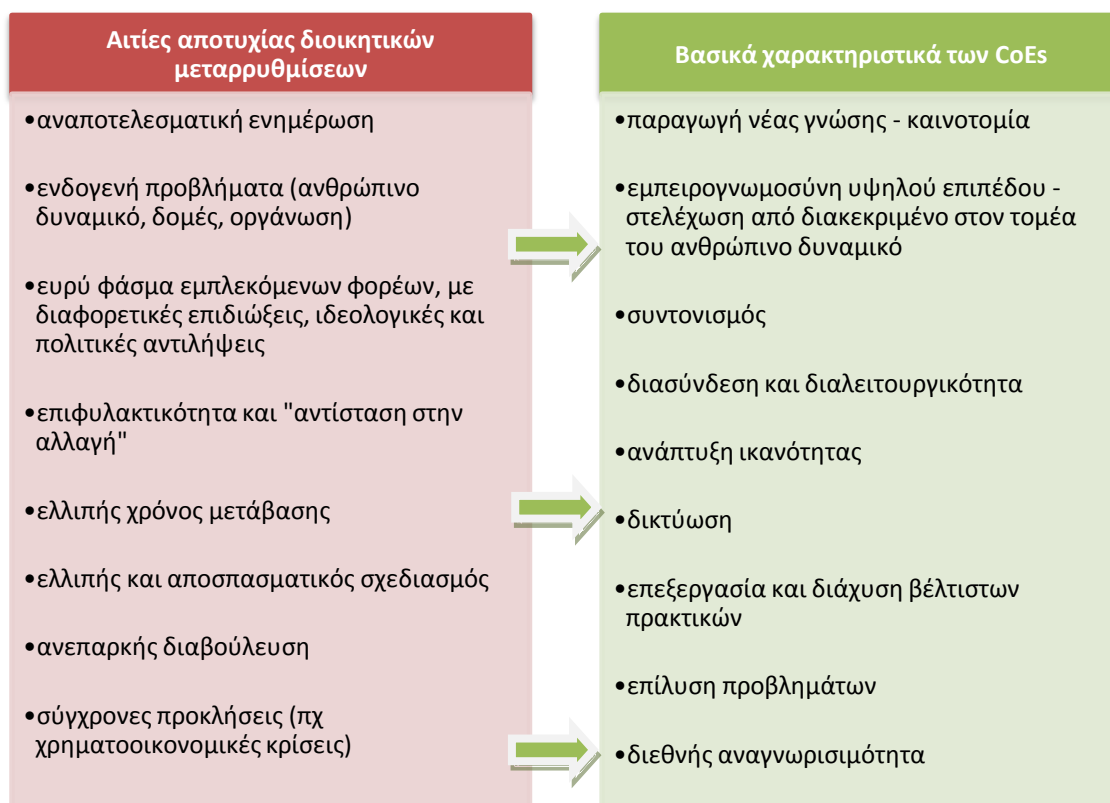 Αιτίες αποτυχίας διοικητικών
μεταρρυθμίσεων
•αναποτελεσματική ενημέρωση
•ενδογενή προβλήματα (ανθρώπινο
δυναμικό, δομές, οργάνωση)
•ευρύ φάσμα εμπλεκόμενων φορέων, με
διαφορετικές επιδιώξεις, ιδεολογικές και
πολιτικές αντιλήψεις
•επιφυλακτικότητα και "αντίσταση στην
αλλαγή"
•ελλιπής χρόνος μετάβασης
•ελλιπής και αποσπασματικός σχεδιασμός
•ανεπαρκής διαβούλευση
•σύγχρονες προκλήσεις (πχ
χρηματοοικονομικές κρίσεις)
Βασικά χαρακτηριστικά των CoEs
•παραγωγή νέας γνώσης - καινοτομία
•εμπειρογνωμοσύνη υψηλού επιπέδου -
στελέχωση από διακεκριμένο στον τομέα
του ανθρώπινο δυναμικό
•συντονισμός
•διασύνδεση και διαλειτουργικότητα
•ανάπτυξη ικανότητας
•δικτύωση
•επεξεργασία και διάχυση βέλτιστων
πρακτικών
•επίλυση προβλημάτων
•διεθνής αναγνωρισιμότητα